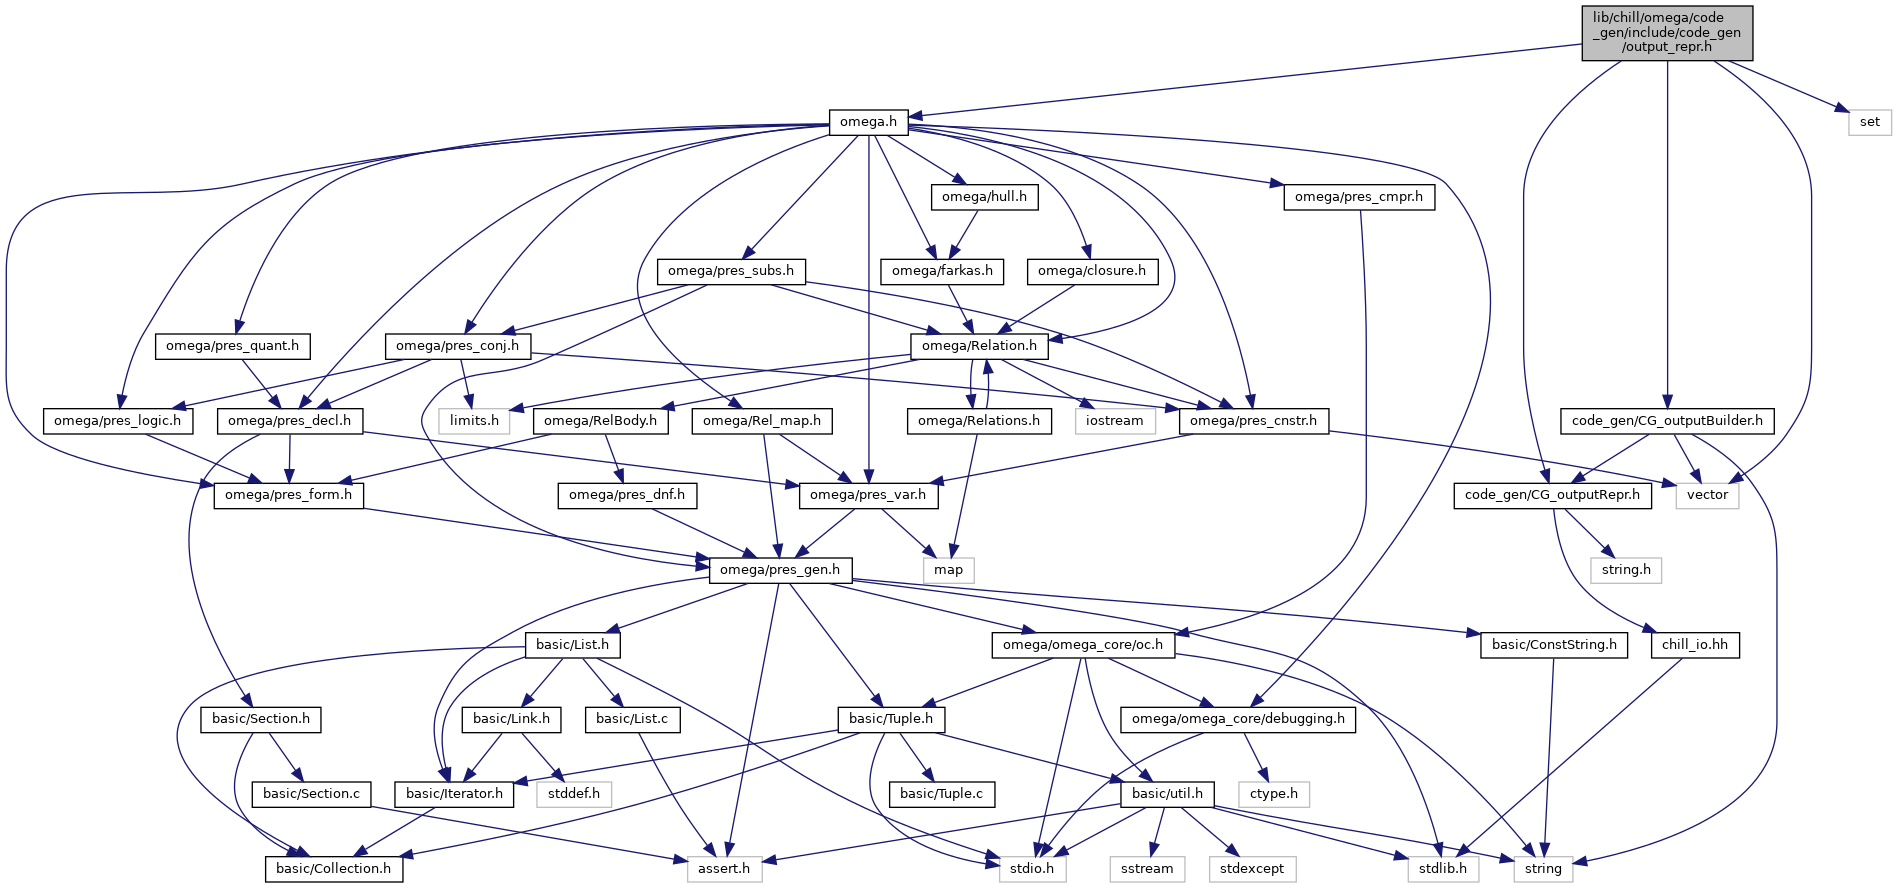 lib/chill/omega/code
_gen/include/code_gen
/output_repr.h
omega.h
set
omega/hull.h
omega/pres_cmpr.h
omega/pres_subs.h
omega/farkas.h
omega/closure.h
omega/pres_quant.h
omega/pres_conj.h
omega/Relation.h
omega/pres_logic.h
omega/pres_decl.h
limits.h
omega/RelBody.h
omega/Rel_map.h
omega/Relations.h
iostream
omega/pres_cnstr.h
code_gen/CG_outputBuilder.h
omega/pres_form.h
omega/pres_dnf.h
omega/pres_var.h
code_gen/CG_outputRepr.h
vector
omega/pres_gen.h
map
string.h
basic/List.h
omega/omega_core/oc.h
basic/ConstString.h
chill_io.hh
basic/Section.h
basic/Link.h
basic/List.c
basic/Tuple.h
omega/omega_core/debugging.h
basic/Section.c
basic/Iterator.h
stddef.h
basic/Tuple.c
basic/util.h
ctype.h
basic/Collection.h
assert.h
stdio.h
sstream
stdexcept
stdlib.h
string